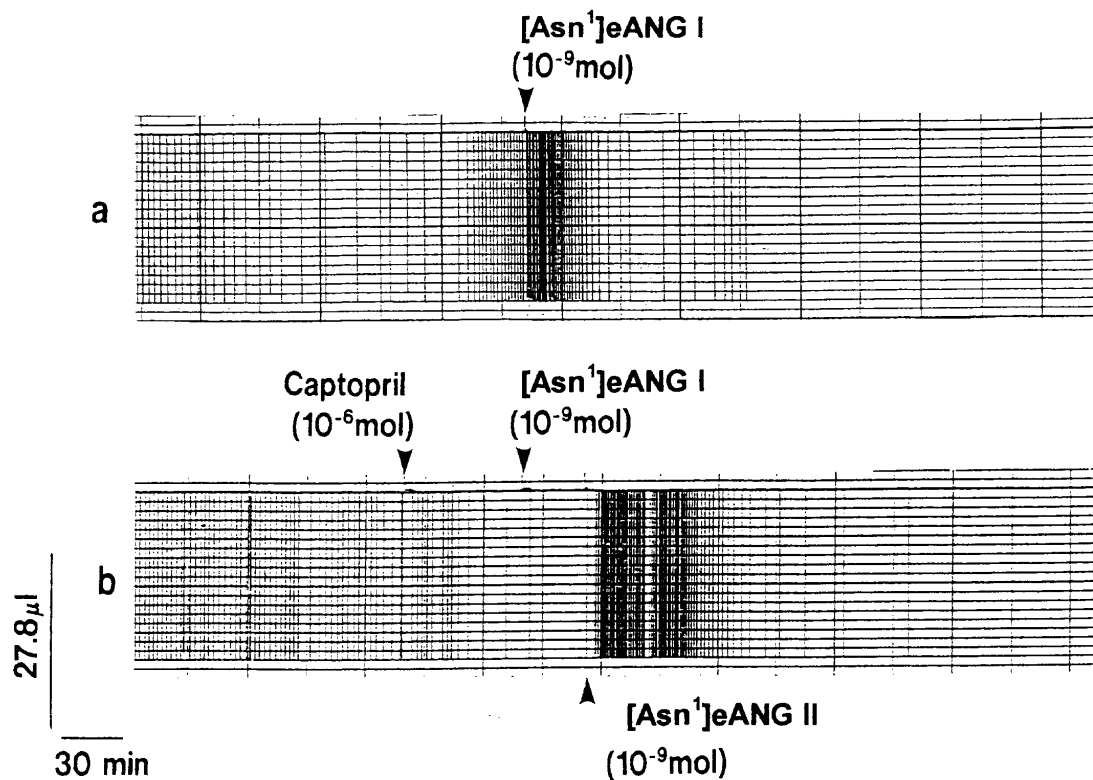 [Asn¹]eANG I
(10⁻⁹mol)
a
Captopril
(10⁻⁶mol)
[Asn¹]eANG I
(10⁻⁹mol)
b
27.8µl
30 min
[Asn¹]eANG II
(10⁻⁹mol)